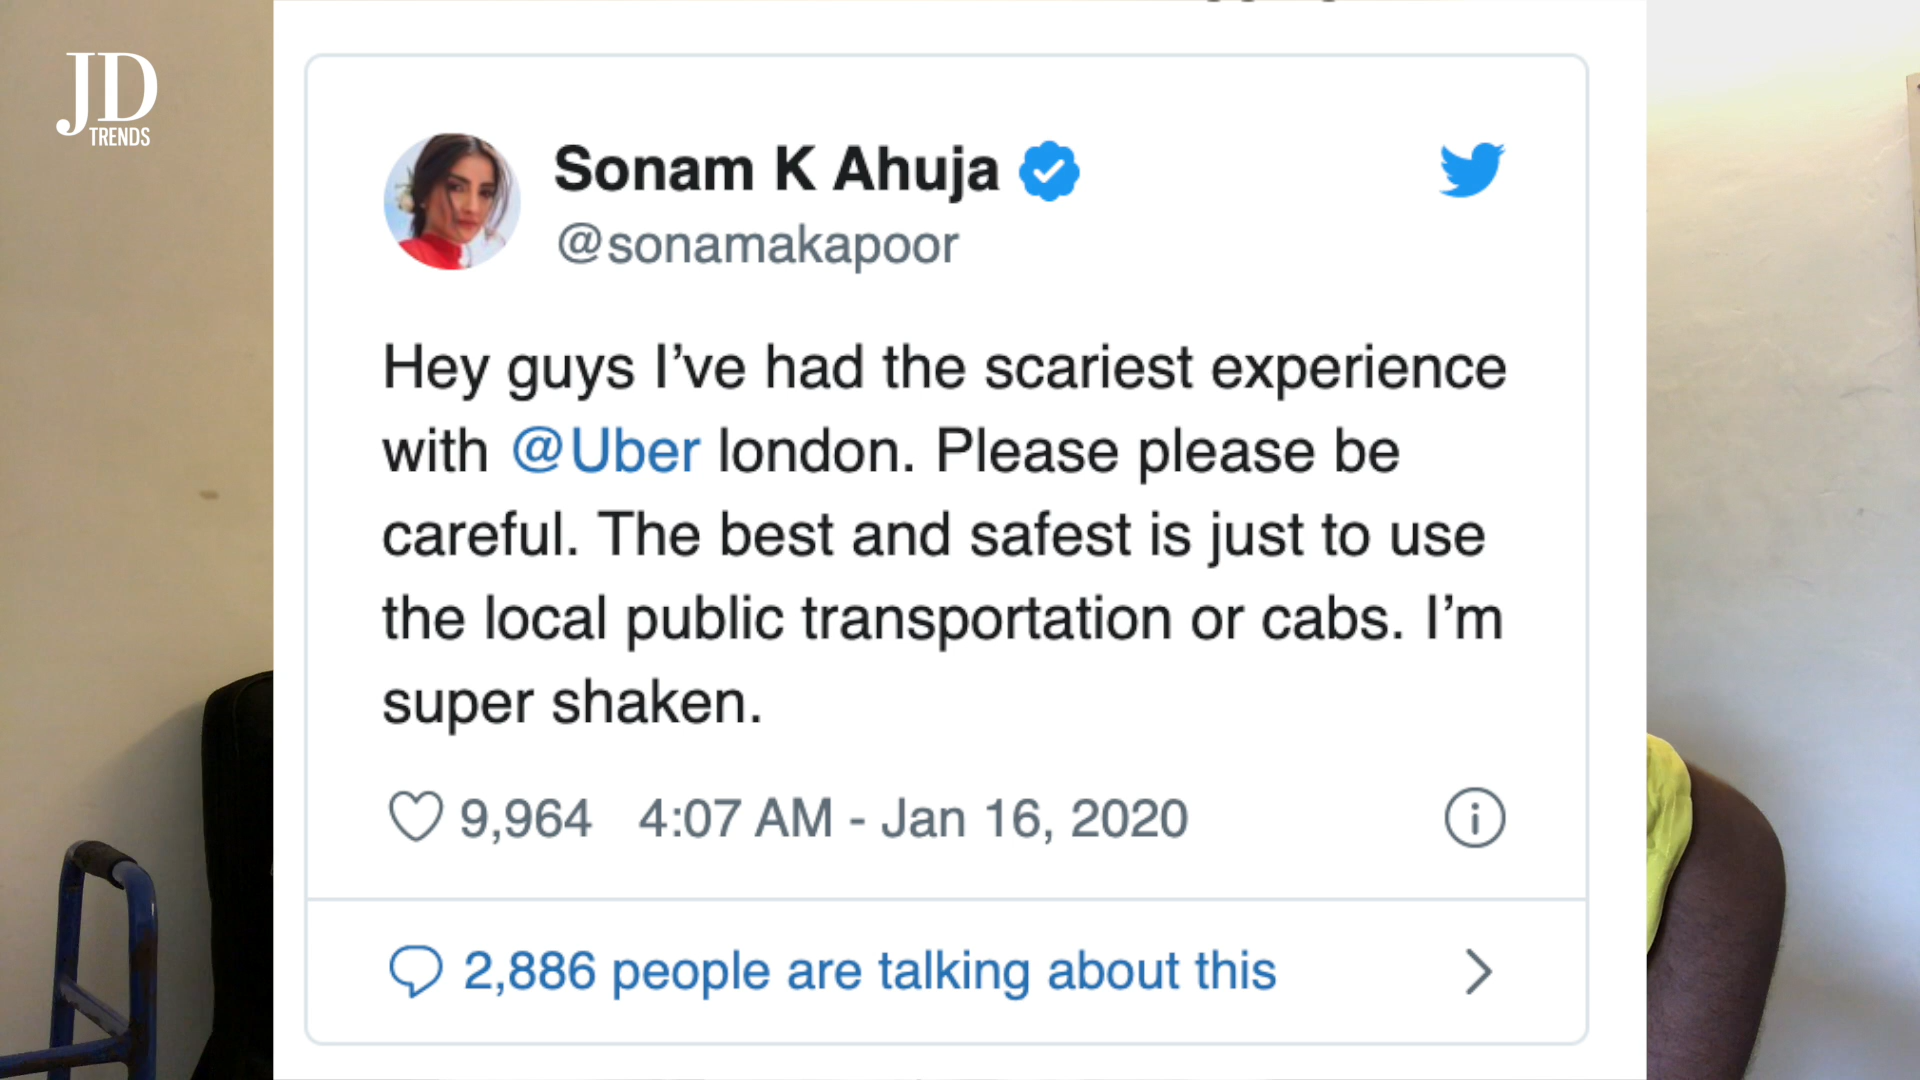 JD
TRENDS
Sonam K Ahuja
@sonamakapoor
Hey guys I’ve had the scariest experience
with @Uber london. Please please be
careful. The best and safest is just to use
the local public transportation or cabs. I’m
super shaken.
9,964 4:07 AM - Jan 16, 2020
2,886 people are talking about this